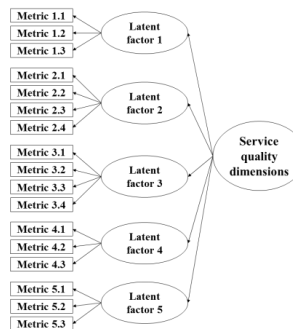 Metric 1.1
Metric 1.2
Metric 1.3
Latent
factor 1
Metric 2.1
Metric 2.2
Metric 2.3
Metric 2.4
Latent
factor 2
Metric 3.1
Metric 3.2
Metric 3.3
Metric 3.4
Latent
factor 3
Metric 4.1
Metric 4.2
Metric 4.3
Latent
factor 4
Metric 5.1
Metric 5.2
Metric 5.3
Latent
factor 5
Service
quality
dimensions